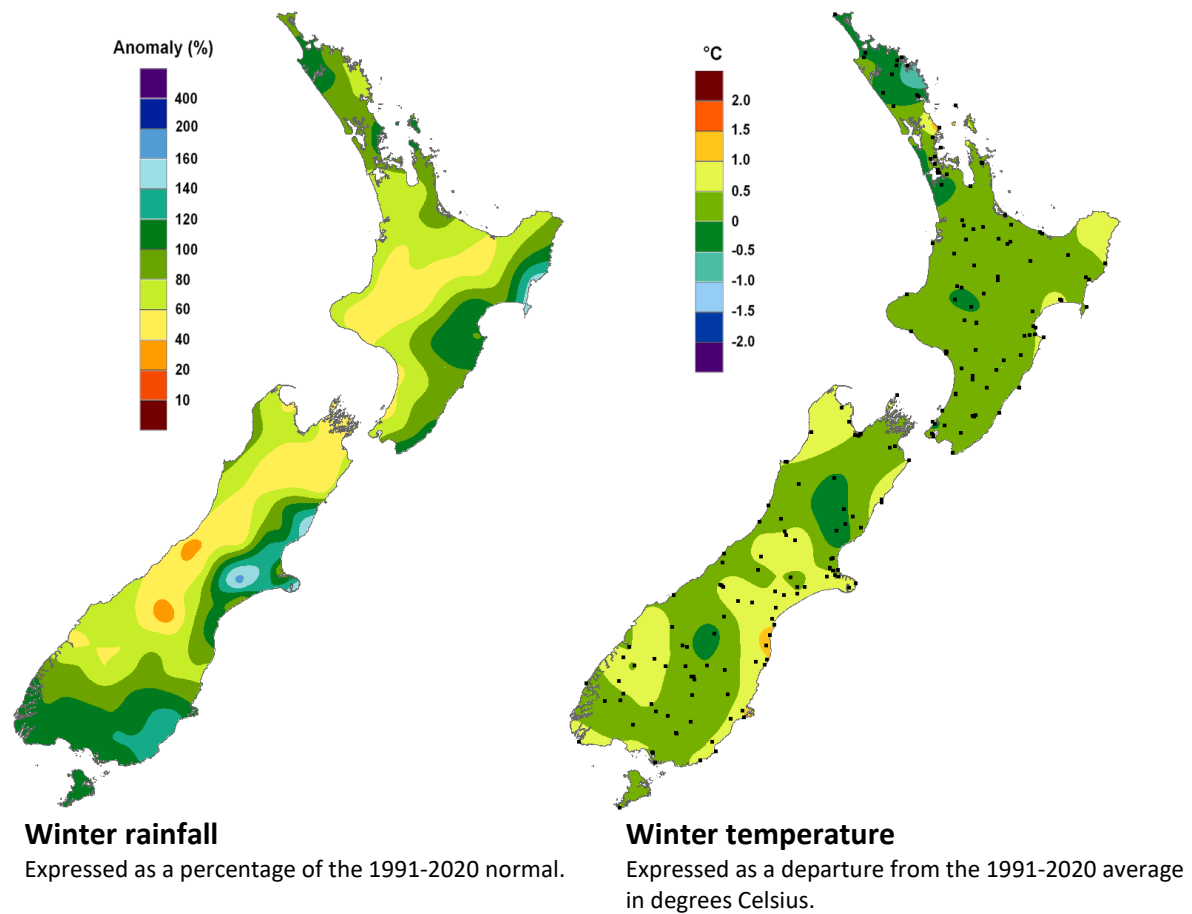 Anomaly (%)
400
200
160
140
120
100
80
60
40
20
10
°C
2.0
1.5
1.0
0.5
0
-0.5
-1.0
-1.5
-2.0
Winter rainfall
Expressed as a percentage of the 1991-2020 normal.
Winter temperature
Expressed as a departure from the 1991-2020 average
in degrees Celsius.